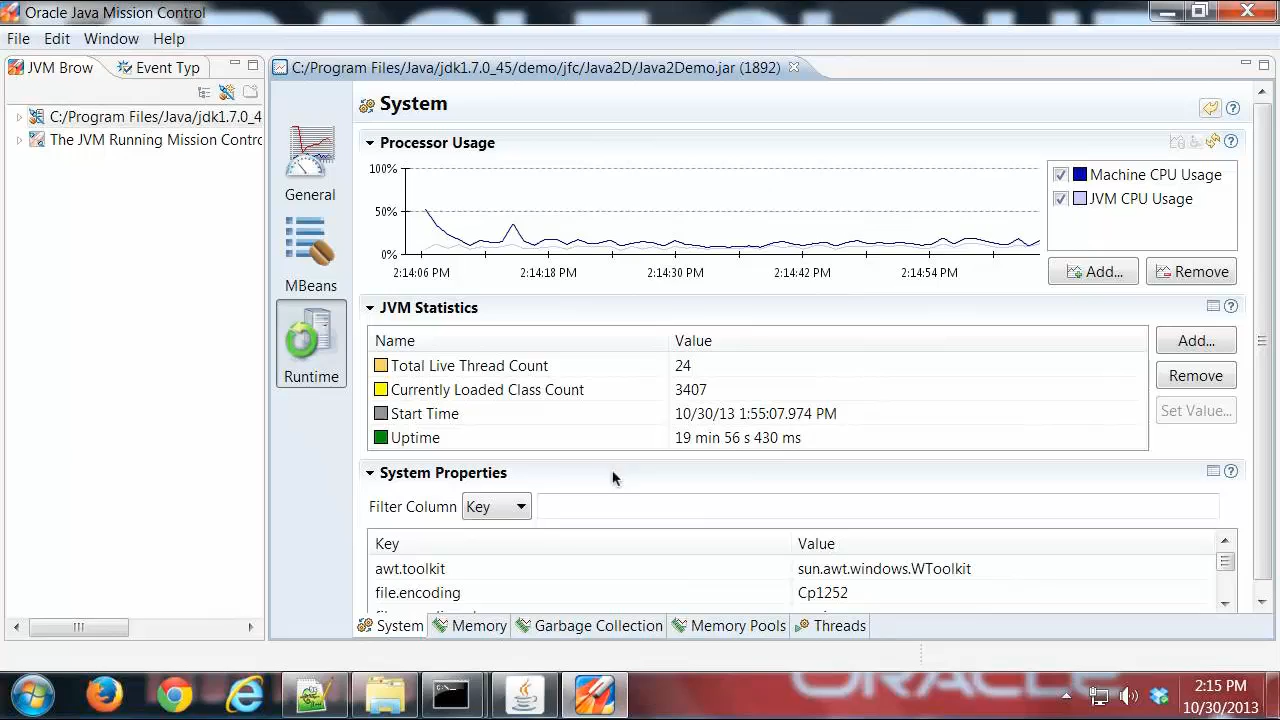 Oracle Java Mission Control
File Edit Window Help
JVM Brow
Event Typ
C:/Program Files/Java/jdk1.7.0_45/demo/jfc/Java2D/Java2Demo.jar (1892)
C:/Program Files/Java/jdk1.7.0_4
The JVM Running Mission Contro
General
MBeans
Runtime
System
Processor Usage
100%
50%
0%
2:14:06 PM 2:14:18 PM 2:14:30 PM 2:14:42 PM 2:14:54 PM
Machine CPU Usage
JVM CPU Usage
Add... Remove
JVM Statistics
Name Value
Total Live Thread Count 24
Currently Loaded Class Count 3407
Start Time 10/30/13 1:55:07.974 PM
Uptime 19 min 56 s 430 ms
Add...
Remove
Set Value...
System Properties
Filter Column Key
Key Value
awt.toolkit sun.awt.windows.WToolkit
file.encoding Cp1252
System Memory Garbage Collection Memory Pools Threads
ORACLE
2:15 PM
10/30/2013